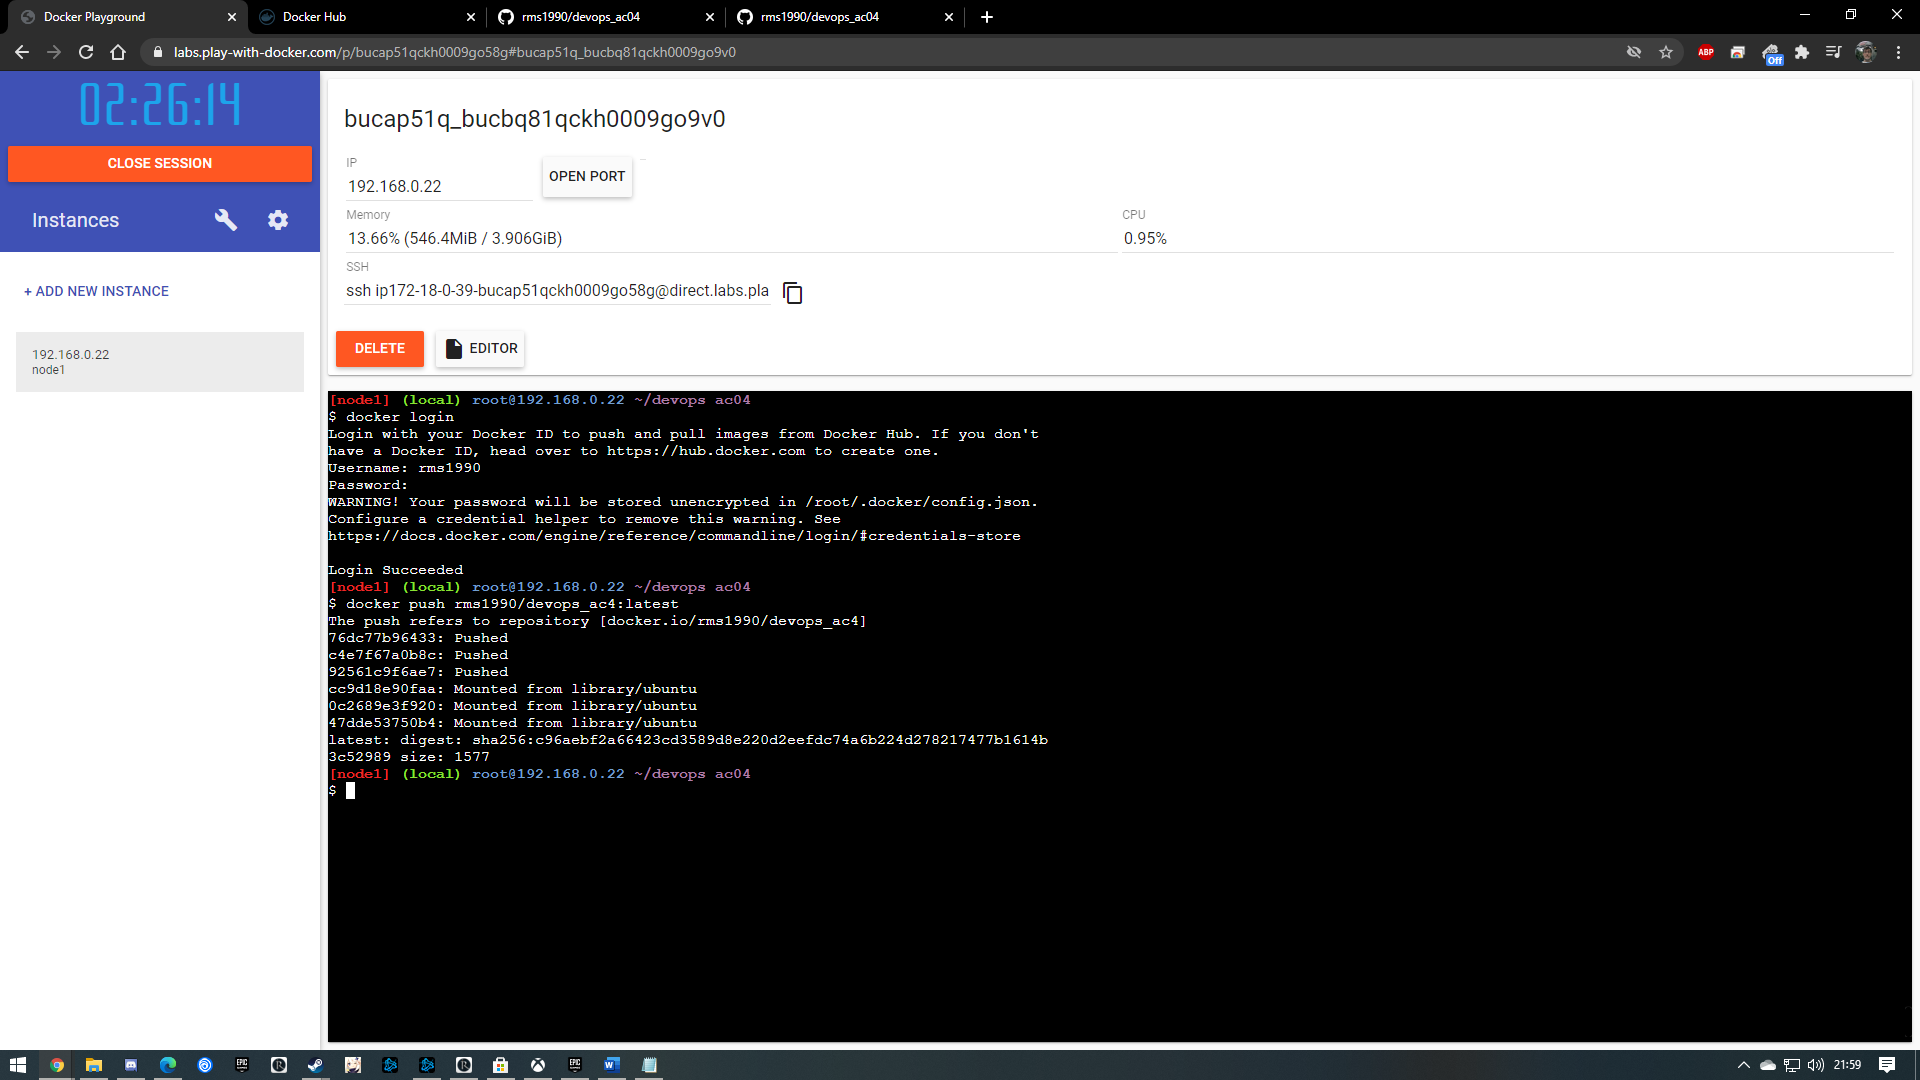 Docker Playground
Docker Hub
rms1990/devops_ac04
rms1990/devops_ac04
labs.play-with-docker.com/p/bucap51qckh0009go58g#bucap51q_bucbq81qckh0009go9v0
ABP
Off
02:26:14
CLOSE SESSION
Instances
+ ADD NEW INSTANCE
192.168.0.22
node1
bucap51q_bucbq81qckh0009go9v0
IP
192.168.0.22
OPEN PORT
Memory
13.66% (546.4MiB / 3.906GiB)
CPU
0.95%
SSH
ssh ip172-18-0-39-bucap51qckh0009go58g@direct.labs.pla
DELETE
EDITOR
[node1] (local) root@192.168.0.22 ~/devops_ac04
$ docker login
Login with your Docker ID to push and pull images from Docker Hub. If you don't
have a Docker ID, head over to https://hub.docker.com to create one.
Username: rms1990
Password:
WARNING! Your password will be stored unencrypted in /root/.docker/config.json.
Configure a credential helper to remove this warning. See
https://docs.docker.com/engine/reference/commandline/login/#credentials-store
Login Succeeded
[node1] (local) root@192.168.0.22 ~/devops_ac04
$ docker push rms1990/devops_ac4:latest
The push refers to repository [docker.io/rms1990/devops_ac4]
76dc77b96433: Pushed
c4e7f67a0b8c: Pushed
92561c9f6ae7: Pushed
cc9d18e90faa: Mounted from library/ubuntu
0c2689e3f920: Mounted from library/ubuntu
47dde53750b4: Mounted from library/ubuntu
latest: digest: sha256:c96aebf2a66423cd3589d8e220d2eefdc74a6b224d278217477b1614b
3c52989 size: 1577
[node1] (local) root@192.168.0.22 ~/devops_ac04
$
21:59